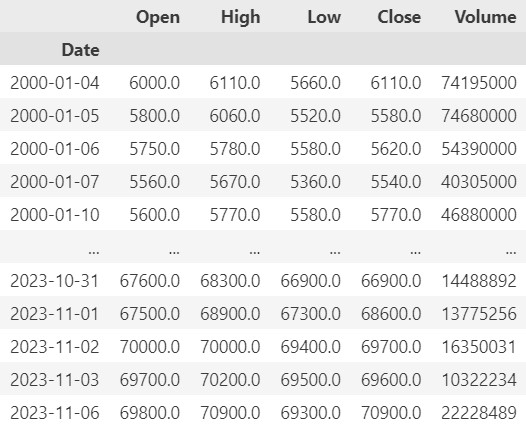 Open High Low Close Volume
Date
2000-01-04 6000.0 6110.0 5660.0 6110.0 74195000
2000-01-05 5800.0 6060.0 5520.0 5580.0 74680000
2000-01-06 5750.0 5780.0 5580.0 5620.0 54390000
2000-01-07 5560.0 5670.0 5360.0 5540.0 40305000
2000-01-10 5600.0 5770.0 5580.0 5770.0 46880000
... ... ... ... ... ...
2023-10-31 67600.0 68300.0 66900.0 66900.0 14488892
2023-11-01 67500.0 68900.0 67300.0 68600.0 13775256
2023-11-02 70000.0 70000.0 69400.0 69700.0 16350031
2023-11-03 69700.0 70200.0 69500.0 69600.0 10322234
2023-11-06 69800.0 70900.0 69300.0 70900.0 22228489